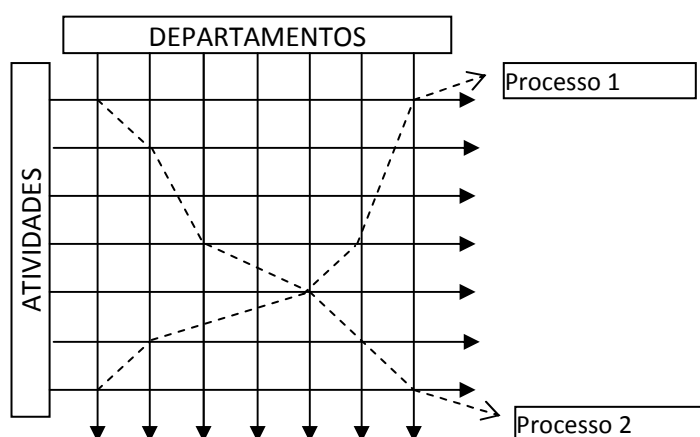 DEPARTAMENTOS
Processo 1
ATIVIDADES
Processo 2